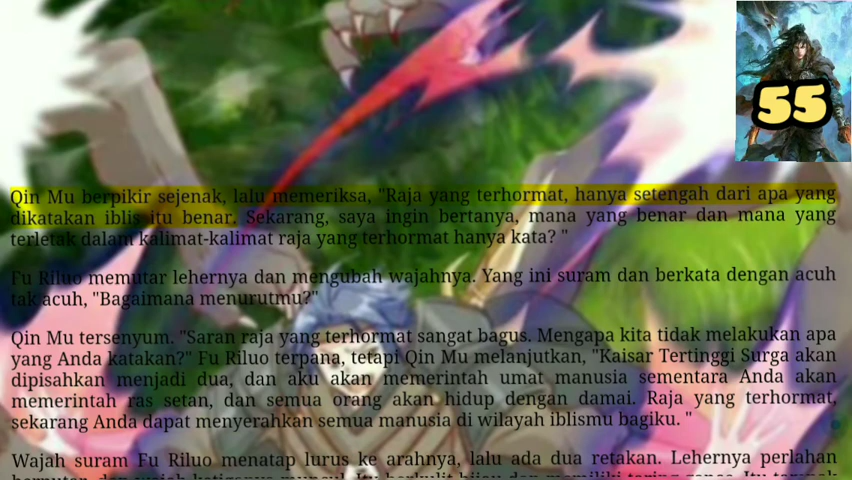 55
Qin Mu berpikir sejenak, lalu memeriksa, "Raja yang terhormat, hanya setengah dari apa yang
dikatakan iblis itu benar. Sekarang, saya ingin bertanya, mana yang benar dan mana yang
terletak dalam kalimat-kalimat raja yang terhormat hanya kata? "
Fu Riluo memutar lehernya dan mengubah wajahnya. Yang ini suram dan berkata dengan acuh
tak acuh, "Bagaimana menurutmu?"
Qin Mu tersenyum. "Saran raja yang terhormat sangat bagus. Mengapa kita tidak melakukan apa
yang Anda katakan?" Fu Riluo terpana, tetapi Qin Mu melanjutkan, "Kaisar Tertinggi Surga akan
dipisahkan menjadi dua, dan aku akan memerintah umat manusia sementara Anda akan
memerintah ras setan, dan semua orang akan hidup dengan damai. Raja yang terhormat,
sekarang Anda dapat menyerahkan semua manusia di wilayah iblismu bagiku. "
Wajah suram Fu Riluo menatap lurus ke arahnya, lalu ada dua retakan. Lehernya perlahan